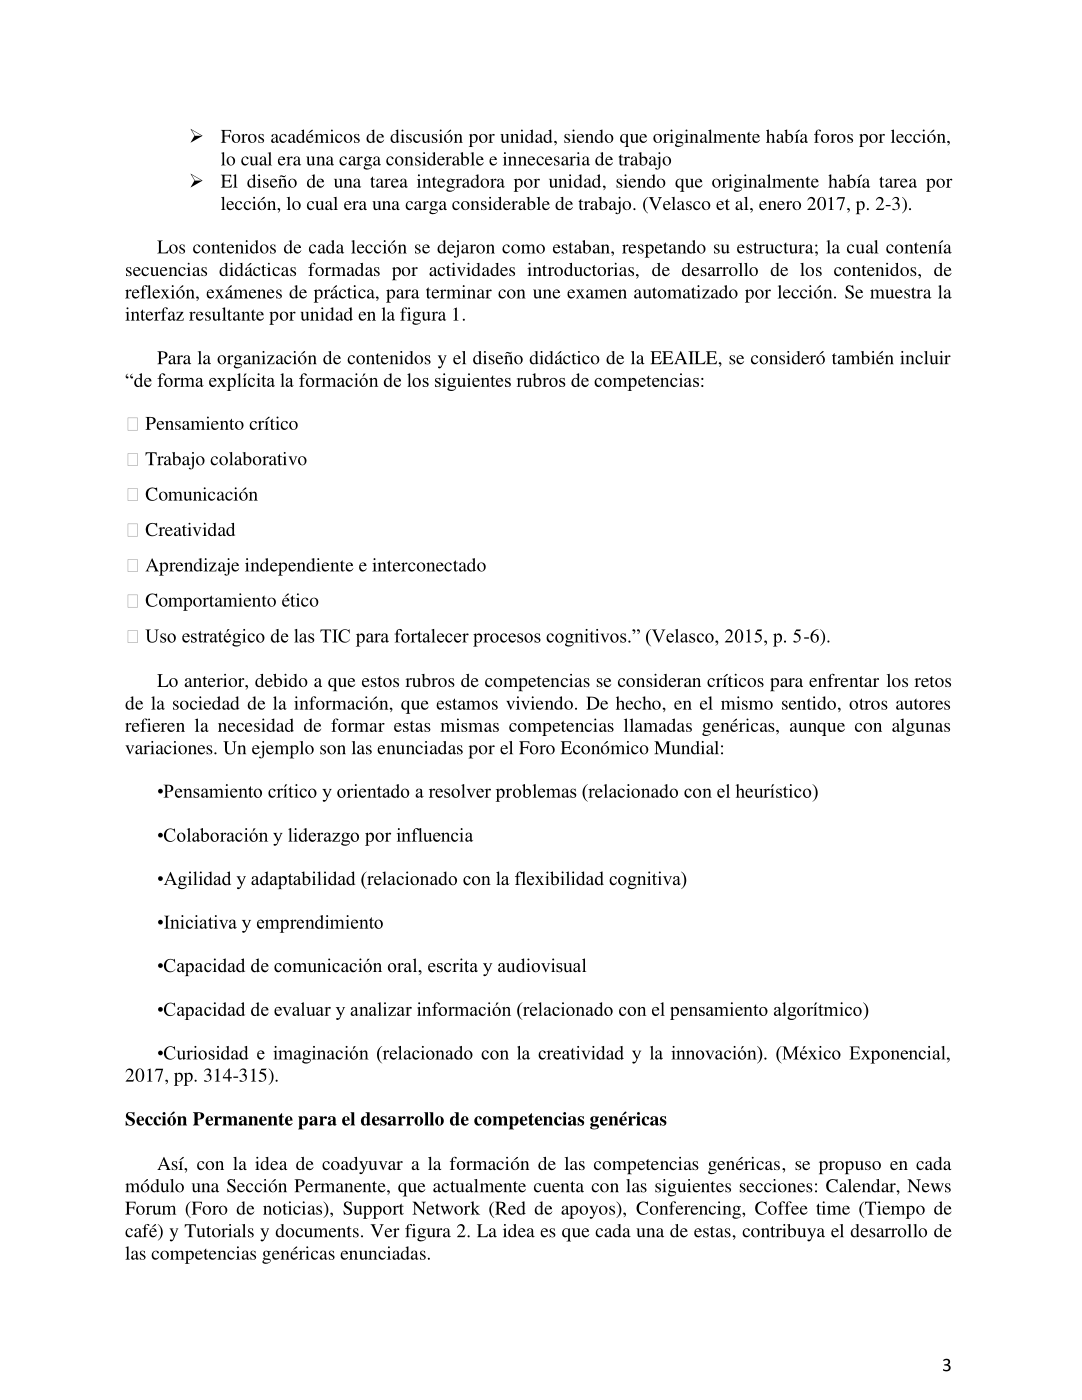 ➢ Foros académicos de discusión por unidad, siendo que originalmente había foros por lección,
lo cual era una carga considerable e innecesaria de trabajo
➢ El diseño de una tarea integradora por unidad, siendo que originalmente había tarea por
lección, lo cual era una carga considerable de trabajo. (Velasco et al, enero 2017, p. 2-3).
Los contenidos de cada lección se dejaron como estaban, respetando su estructura; la cual contenía
secuencias didácticas formadas por actividades introductorias, de desarrollo de los contenidos, de
reflexión, exámenes de práctica, para terminar con une examen automatizado por lección. Se muestra la
interfaz resultante por unidad en la figura 1.
Para la organización de contenidos y el diseño didáctico de la EEAILE, se consideró también incluir
“de forma explícita la formación de los siguientes rubros de competencias:
□ Pensamiento crítico
□ Trabajo colaborativo
□ Comunicación
□ Creatividad
□ Aprendizaje independiente e interconectado
□ Comportamiento ético
□ Uso estratégico de las TIC para fortalecer procesos cognitivos.” (Velasco, 2015, p. 5-6).
Lo anterior, debido a que estos rubros de competencias se consideran críticos para enfrentar los retos
de la sociedad de la información, que estamos viviendo. De hecho, en el mismo sentido, otros autores
refieren la necesidad de formar estas mismas competencias llamadas genéricas, aunque con algunas
variaciones. Un ejemplo son las enunciadas por el Foro Económico Mundial:
•Pensamiento crítico y orientado a resolver problemas (relacionado con el heurístico)
•Colaboración y liderazgo por influencia
•Agilidad y adaptabilidad (relacionado con la flexibilidad cognitiva)
•Iniciativa y emprendimiento
•Capacidad de comunicación oral, escrita y audiovisual
•Capacidad de evaluar y analizar información (relacionado con el pensamiento algorítmico)
•Curiosidad e imaginación (relacionado con la creatividad y la innovación). (México Exponencial,
2017, pp. 314-315).
Sección Permanente para el desarrollo de competencias genéricas
Así, con la idea de coadyuvar a la formación de las competencias genéricas, se propuso en cada
módulo una Sección Permanente, que actualmente cuenta con las siguientes secciones: Calendar, News
Forum (Foro de noticias), Support Network (Red de apoyos), Conferencing, Coffee time (Tiempo de
café) y Tutorials y documents. Ver figura 2. La idea es que cada una de estas, contribuya el desarrollo de
las competencias genéricas enunciadas.
3